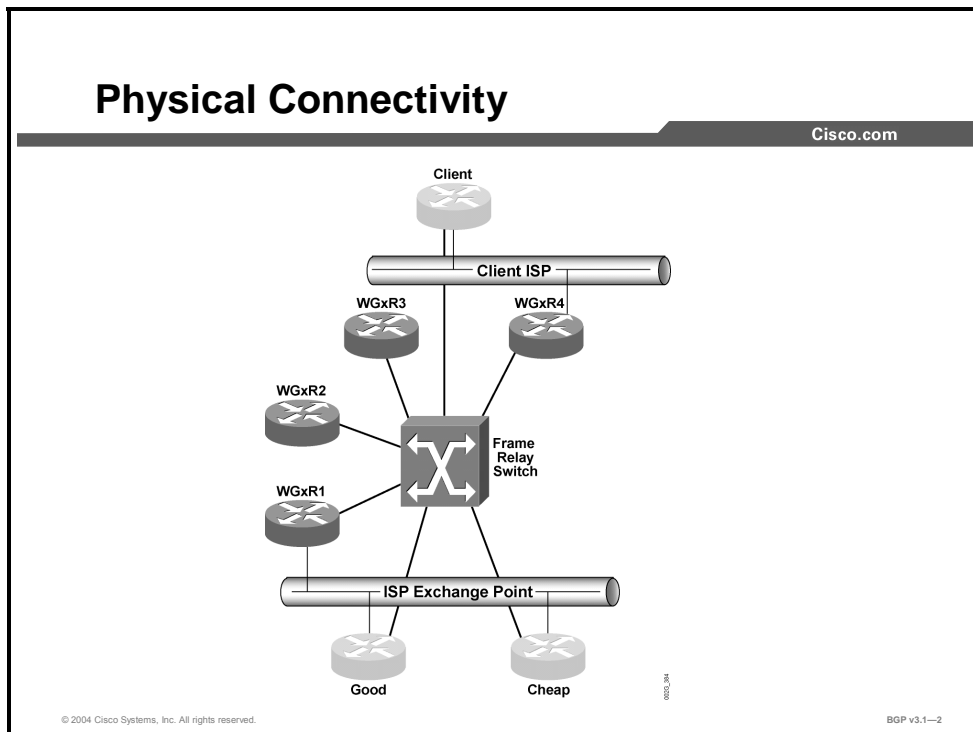 Physical Connectivity
Cisco.com
Client
Client ISP
WGxR3
WGxR4
WGxR2
Frame
Relay
Switch
WGxR1
ISP Exchange Point
Good
Cheap
002G_384
© 2004 Cisco Systems, Inc. All rights reserved.
BGP v3.1—2